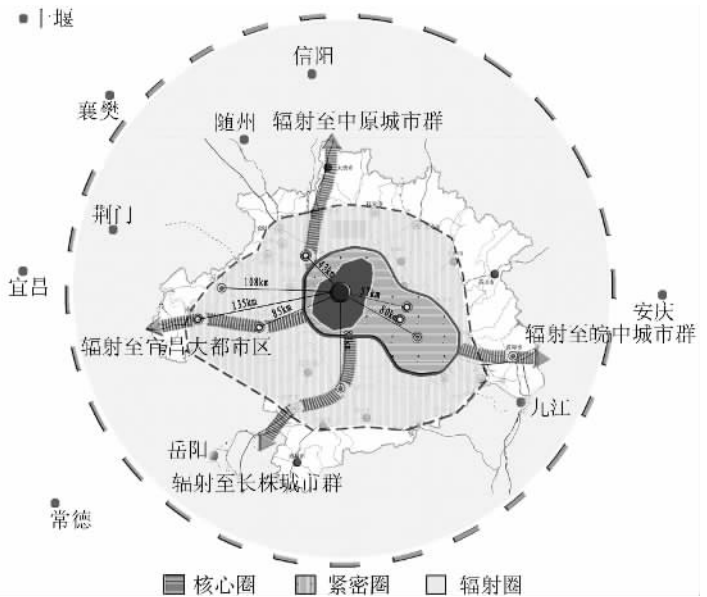 十堰
信阳
襄樊
随州
辐射至中原城市群
荆门
43km
宜昌
108km
37km
135km
85km
80km
安庆
辐射至宜昌大都市区
辐射至皖中城市群
九江
岳阳
辐射至长株城市群
常德
核心圈
紧密圈
辐射圈